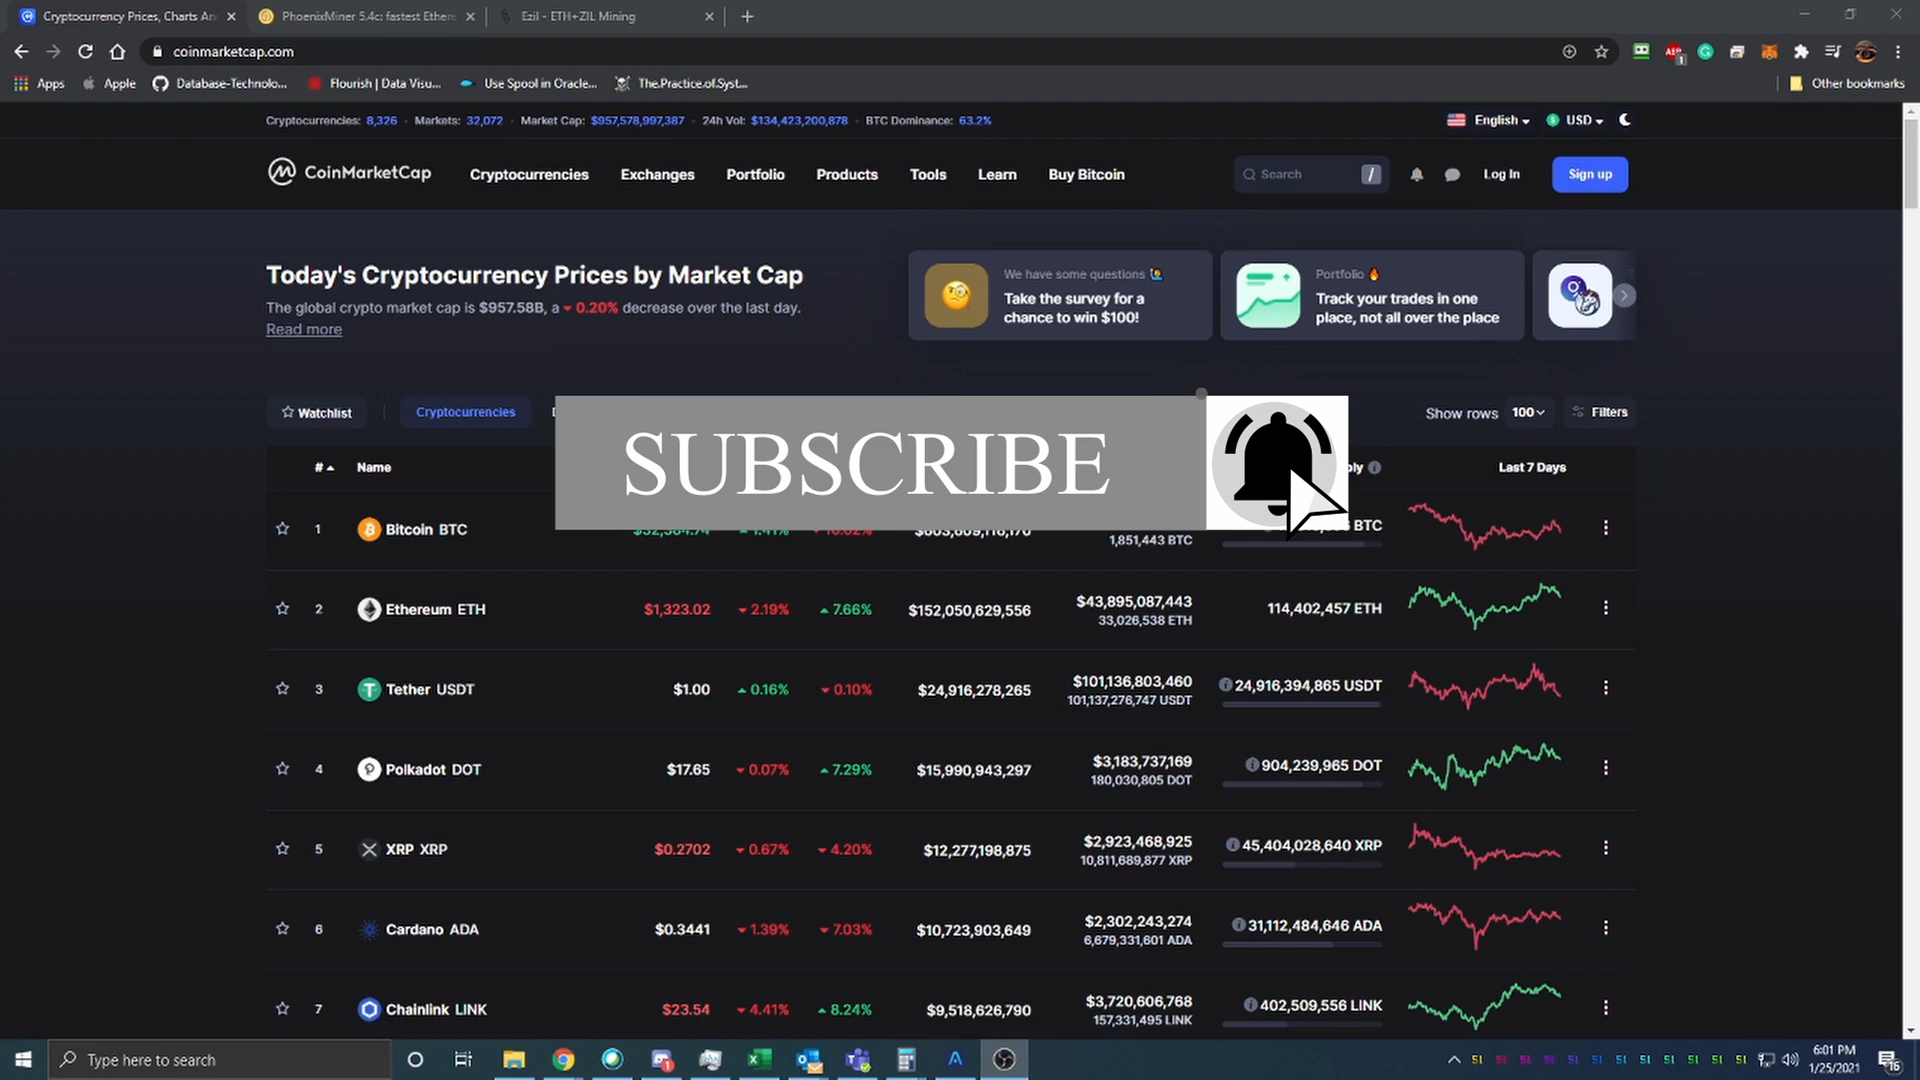 Cryptocurrency Prices, Charts An
PhoenixMiner 5.4c: fastest Ethere
Ezil - ETH+ZIL Mining
coinmarketcap.com
Apps
Apple
Database-Technolo...
Flourish | Data Visu...
Use Spool in Oracle...
The.Practice.of.Syst...
Other bookmarks
Cryptocurrencies: 8,326 Markets: 32,072 Market Cap: $957,578,997,387 24h Vol: $134,423,200,878 BTC Dominance: 63.2%
English
USD
CoinMarketCap
Cryptocurrencies
Exchanges
Portfolio
Products
Tools
Learn
Buy Bitcoin
Search /
Log In
Sign up
Today's Cryptocurrency Prices by Market Cap
The global crypto market cap is $957.58B, a 0.20% decrease over the last day.
Read more
We have some questions
Take the survey for a
chance to win $100!
Portfolio
Track your trades in one
place, not all over the place
Watchlist
Cryptocurrencies
Show rows 100
Filters
SUBSCRIBE
# Name
Last 7 Days
1 Bitcoin BTC
1,851,443 BTC
BTC
2 Ethereum ETH $1,323.02 2.19% 7.66% $152,050,629,556 $43,895,087,443 114,402,457 ETH
33,026,538 ETH
3 Tether USDT $1.00 0.16% 0.10% $24,916,278,265 $101,136,803,460 24,916,394,865 USDT
101,137,276,747 USDT
4 Polkadot DOT $17.65 0.07% 7.29% $15,990,943,297 $3,183,737,169 904,239,965 DOT
180,030,805 DOT
5 XRP XRP $0.2702 0.67% 4.20% $12,277,198,875 $2,923,468,925 45,404,028,640 XRP
10,811,689,877 XRP
6 Cardano ADA $0.3441 1.39% 7.03% $10,723,903,649 $2,302,243,274 31,112,484,646 ADA
6,679,331,601 ADA
7 Chainlink LINK $23.54 4.41% 8.24% $9,518,626,790 $3,720,606,768 402,509,556 LINK
157,331,495 LINK
Type here to search
51 51 51 51 51 51 51 51 51 51 51 51
6:01 PM
1/25/2021
16